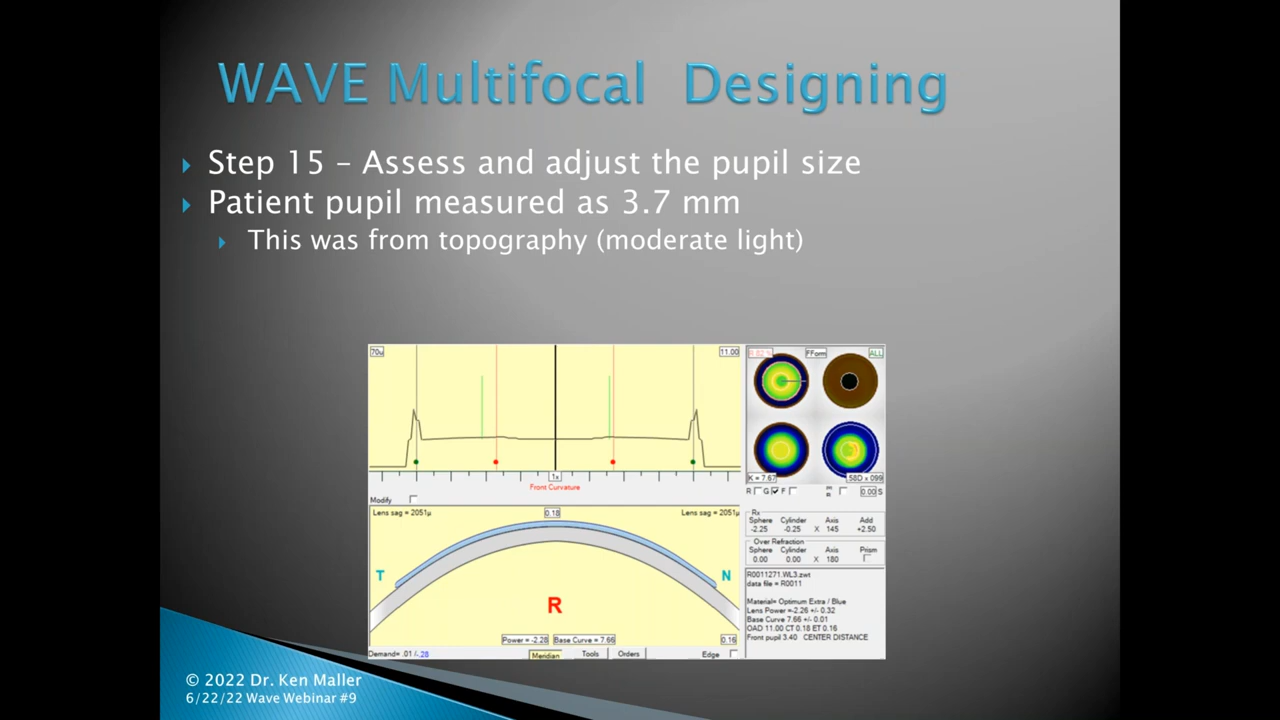 WAVE Multifocal Designing
Step 15 – Assess and adjust the pupil size
Patient pupil measured as 3.7 mm
This was from topography (moderate light)
70u
11.00
1x
Front Curvature
Modify
Lens sag = 2051µ
0.18
Lens sag = 2051µ
T
N
R
Power = -2.28
Base Curve = 7.66
0.16
Demand= .01 /-.28
Meridian
Tools
Orders
Edge
FForm
ALL
K = 7.67
.58D x 099
R G F
0.00 S
Rx
Sphere Cylinder Axis Add
-2.25 -0.25 X 145 +2.50
Over Refraction
Sphere Cylinder Axis Prism
0.00 0.00 X 180
R0011271.WL3.zwt
data file = R0011
Material= Optimum Extra / Blue
Lens Power =-2.26 +/- 0.32
Base Curve 7.66 +/- 0.01
OAD 11.00 CT 0.18 ET 0.16
Front pupil 3.40 CENTER DISTANCE
© 2022 Dr. Ken Maller
6/22/22 Wave Webinar #9